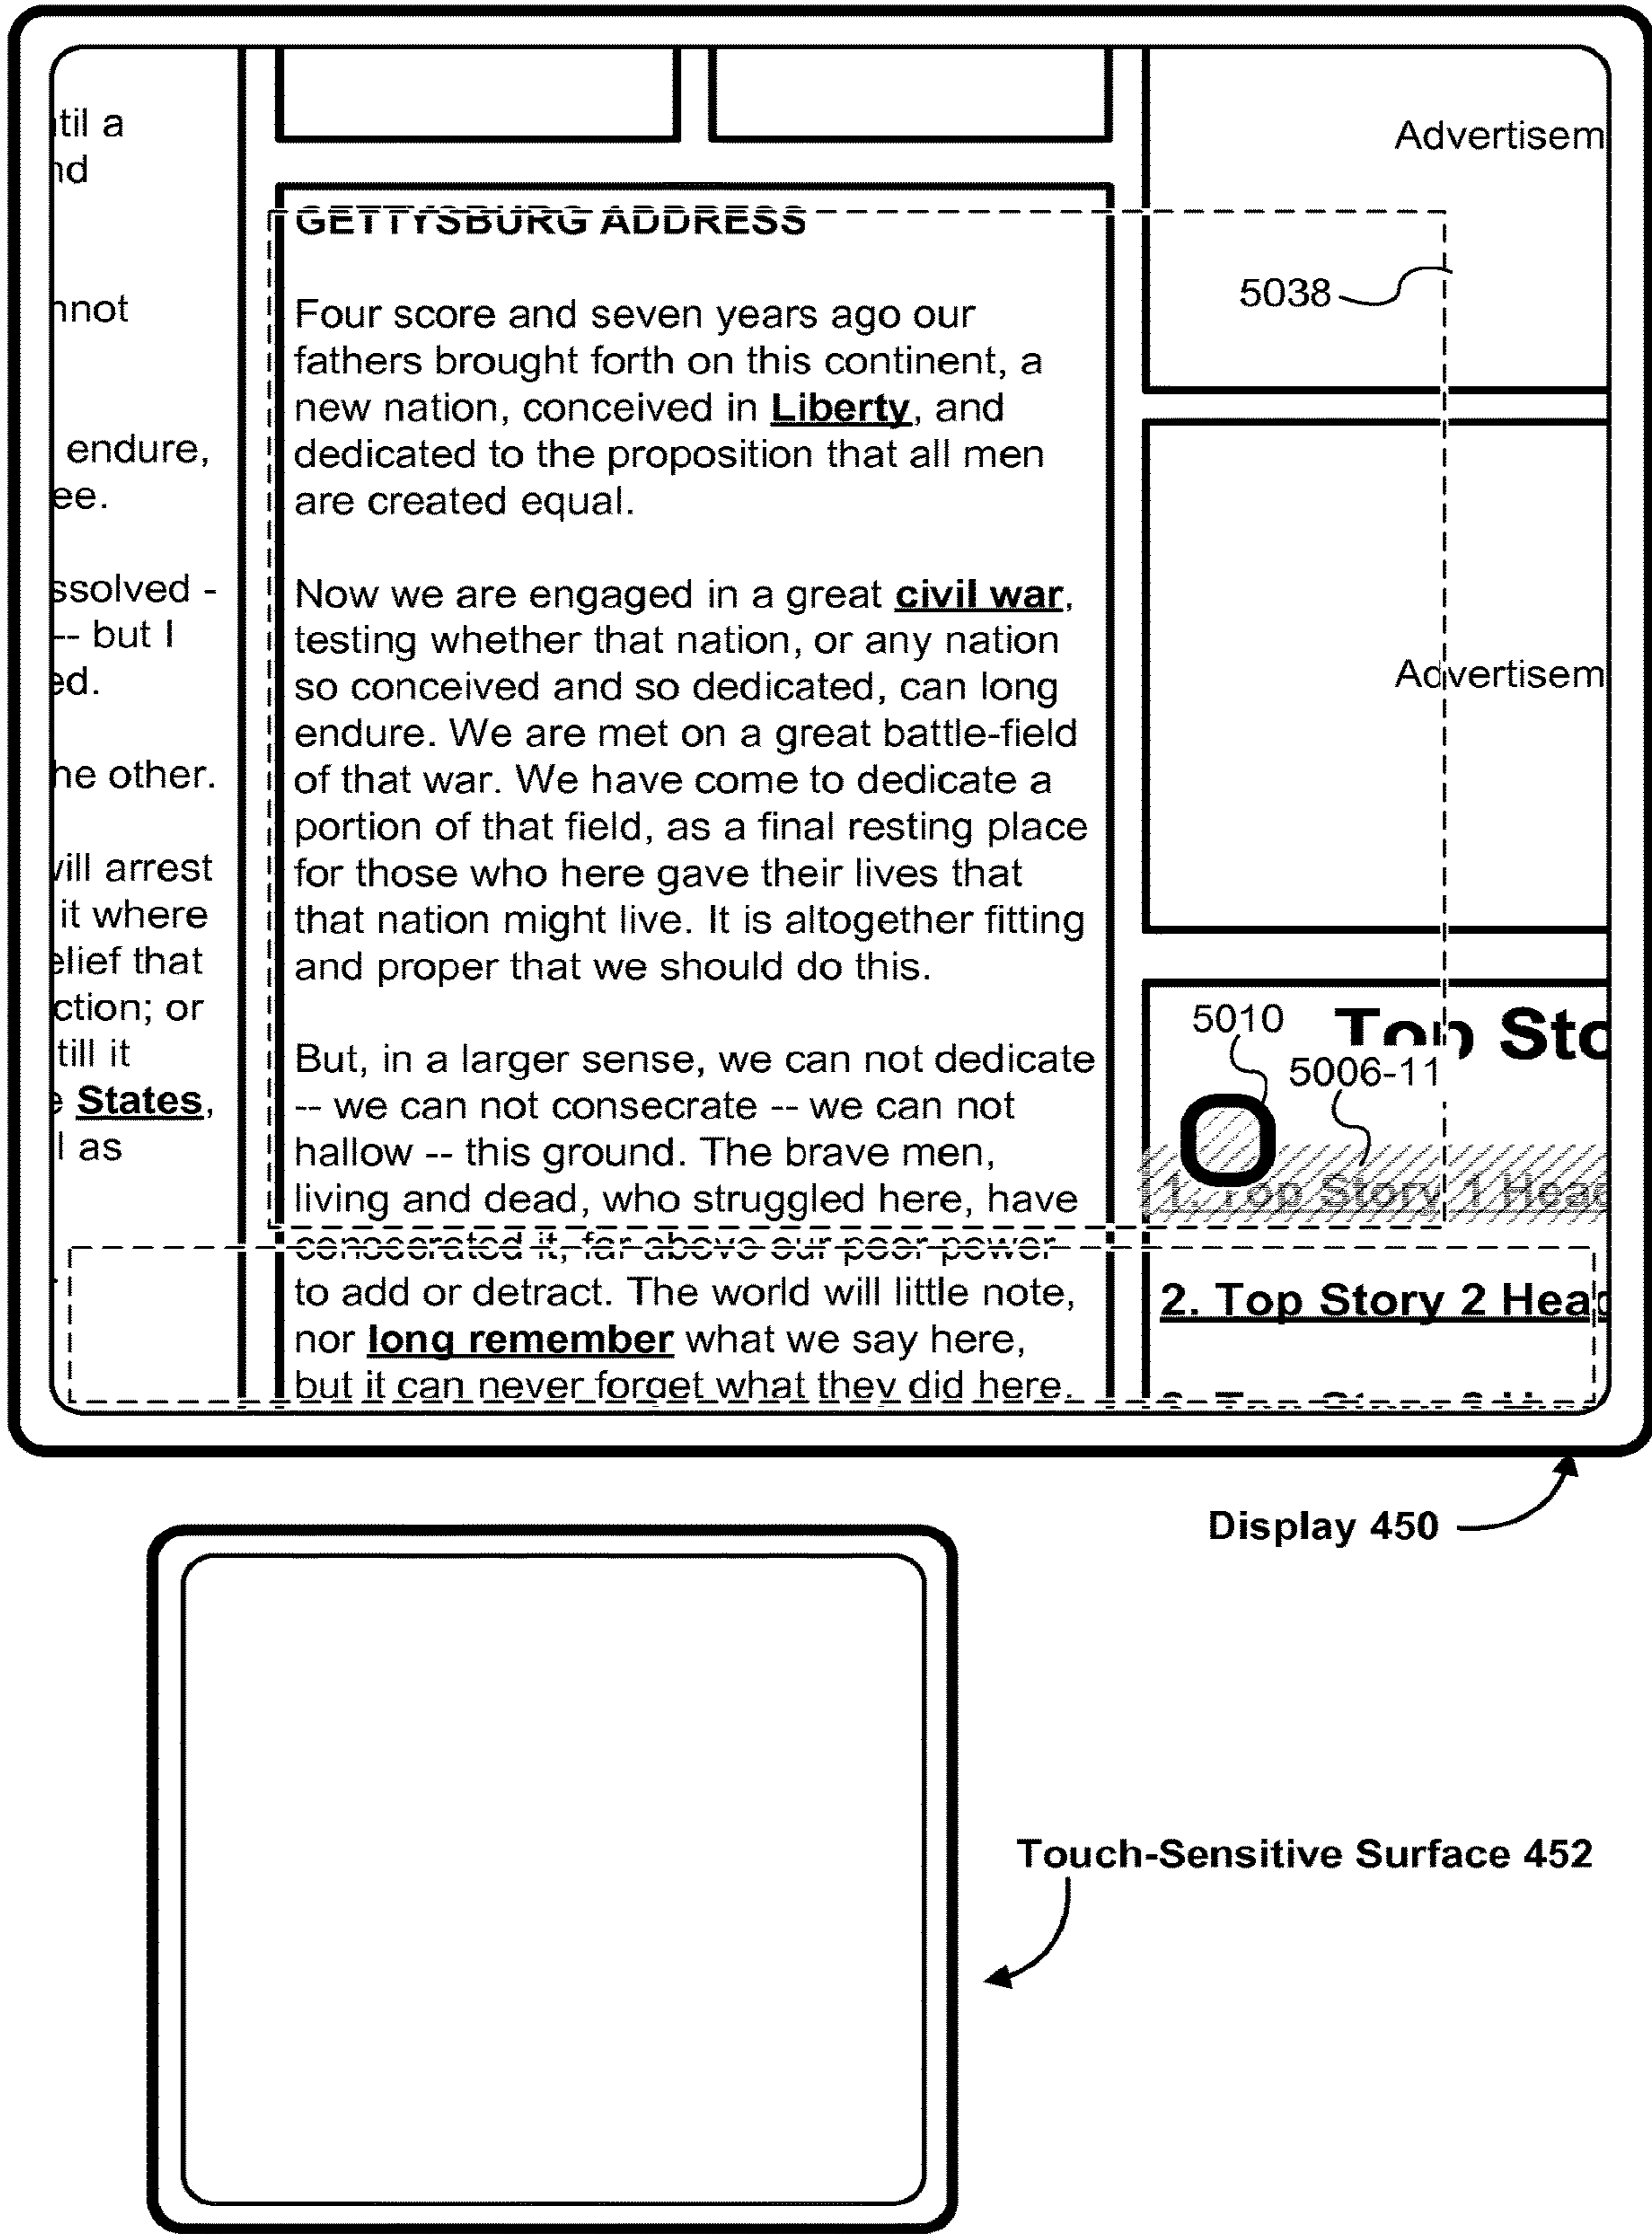 til a
nd
nnot
endure,
ee.
ssolved -
-- but I
ed.
he other.
vill arrest
it where
elief that
ction; or
till it
e States,
l as
GETTYSBURG ADDRESS
Four score and seven years ago our
fathers brought forth on this continent, a
new nation, conceived in Liberty, and
dedicated to the proposition that all men
are created equal.
Now we are engaged in a great civil war,
testing whether that nation, or any nation
so conceived and so dedicated, can long
endure. We are met on a great battle-field
of that war. We have come to dedicate a
portion of that field, as a final resting place
for those who here gave their lives that
that nation might live. It is altogether fitting
and proper that we should do this.
But, in a larger sense, we can not dedicate
-- we can not consecrate -- we can not
hallow -- this ground. The brave men,
living and dead, who struggled here, have
consecrated it, far above our poor power
to add or detract. The world will little note,
nor long remember what we say here,
but it can never forget what they did here.
Advertisem
5038
Advertisem
5010
Top Sto
5006-11
1. Top Story 1 Head
2. Top Story 2 Head
Display 450
Touch-Sensitive Surface 452